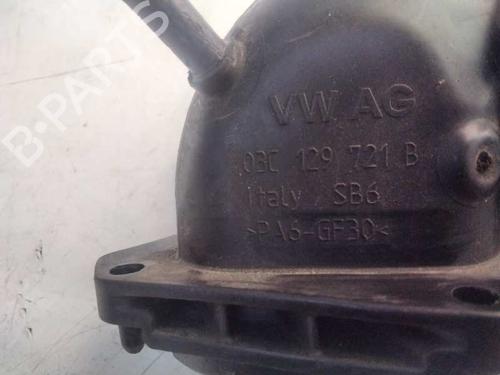 B-PARTS
VW AG
03C 129 721 B
Italy SB6
>PA6-GF30<